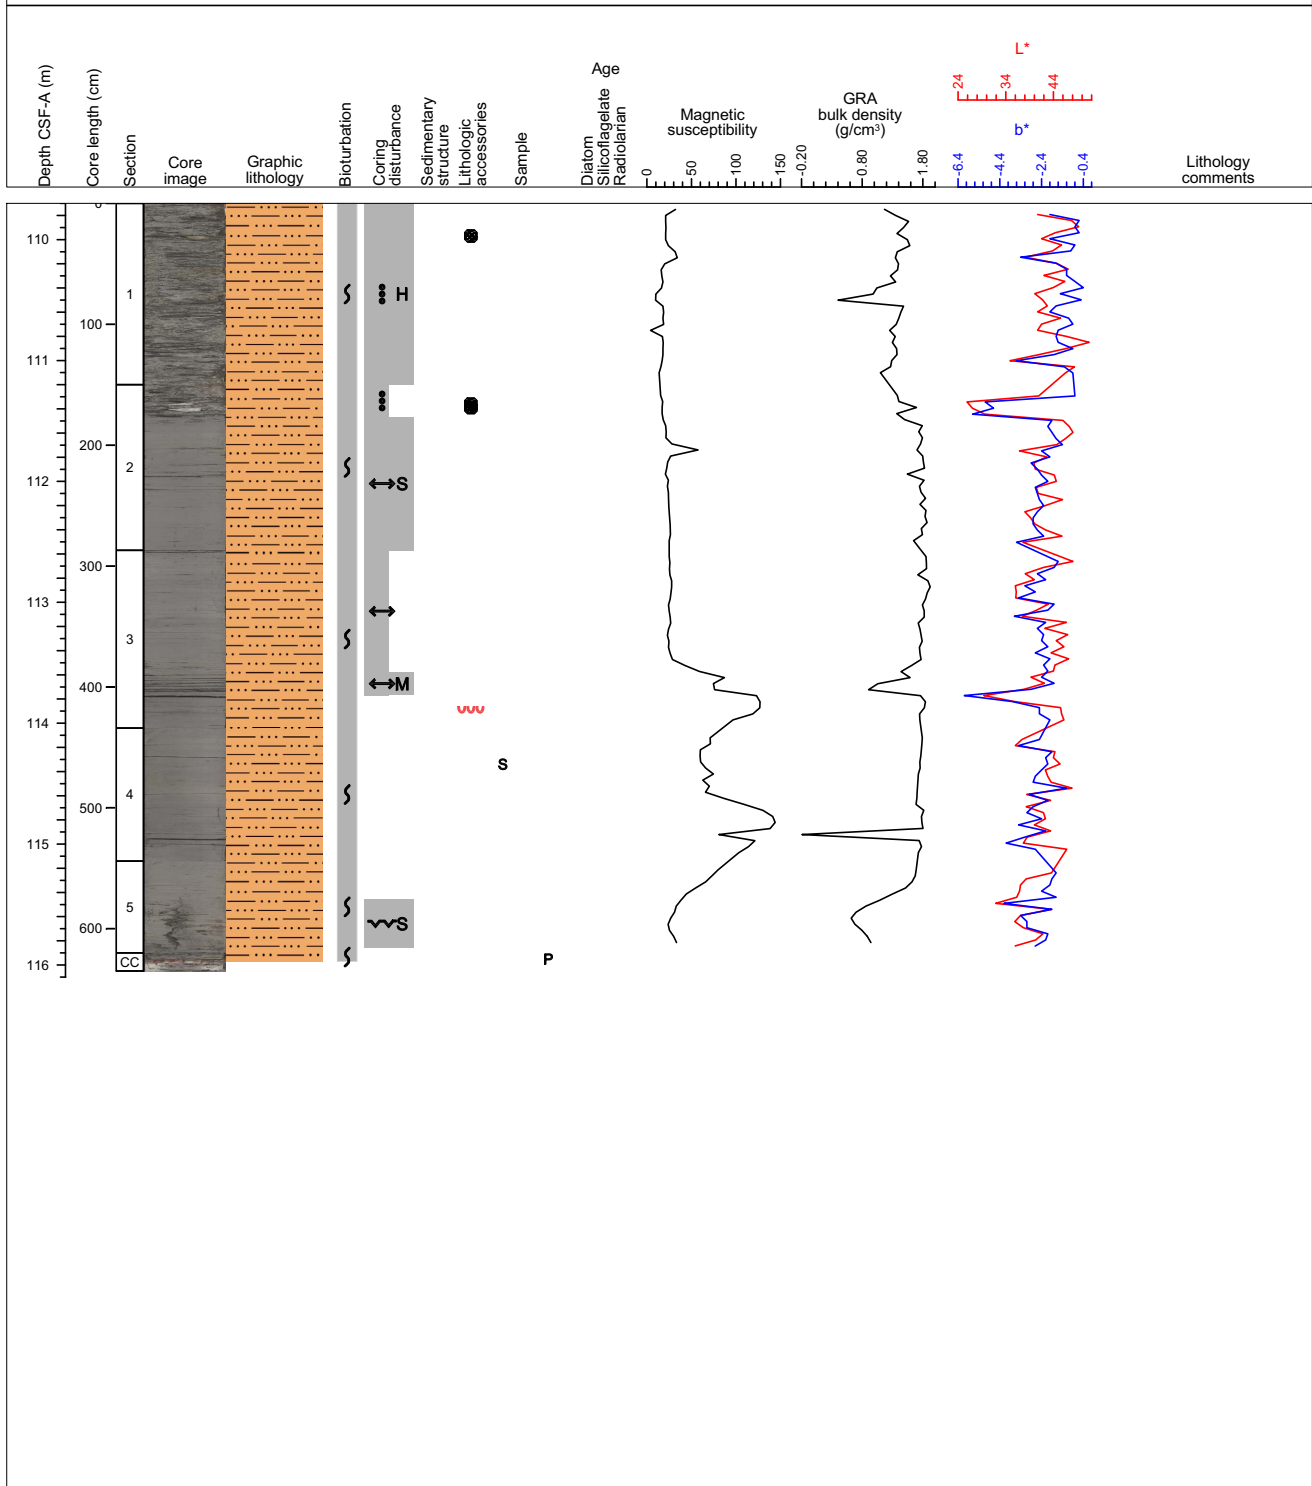 Depth CSF-A (m)
Core length (cm)
Section
Core
image
Graphic
lithology
Bioturbation
Coring
disturbance
Sedimentary
structure
Lithologic
accessories
Sample
Age
Diatom
Silicoflagellate
Radiolarian
Magnetic
susceptibility
0 50 100 150
GRA
bulk density
(g/cm³)
-0.20 0.80 1.80
L*
24 34 44
b*
-6.4 -4.4 -2.4 -0.4
Lithology
comments
0
110
1
H
100
111
200
2
112
S
300
113
3
400
M
114
S
4
500
115
5
S
600
P
116
CC